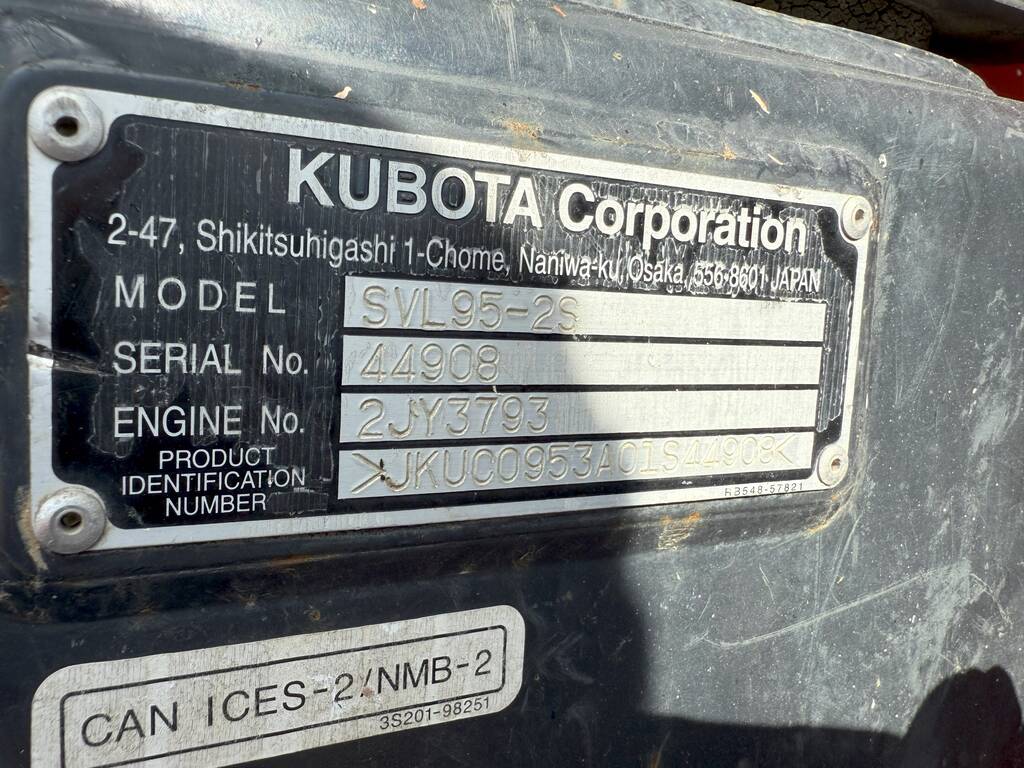 KUBOTA Corporation
2-47, Shikitsuhigashi 1-Chome, Naniwa-ku, Osaka, 556-8601 JAPAN
MODEL SVL95-2S
SERIAL No. 44908
ENGINE No. 2JY3793
PRODUCT
IDENTIFICATION
NUMBER
>JKUC0953A01S44908<
RB548-57821
CAN ICES-2/NMB-2
3S201-98251